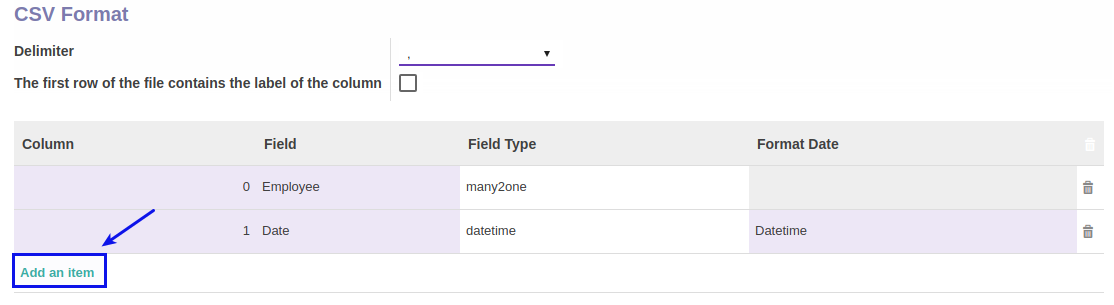 CSV Format
Delimiter ,
The first row of the file contains the label of the column
Column Field Field Type Format Date
0 Employee many2one
1 Date datetime Datetime
Add an item